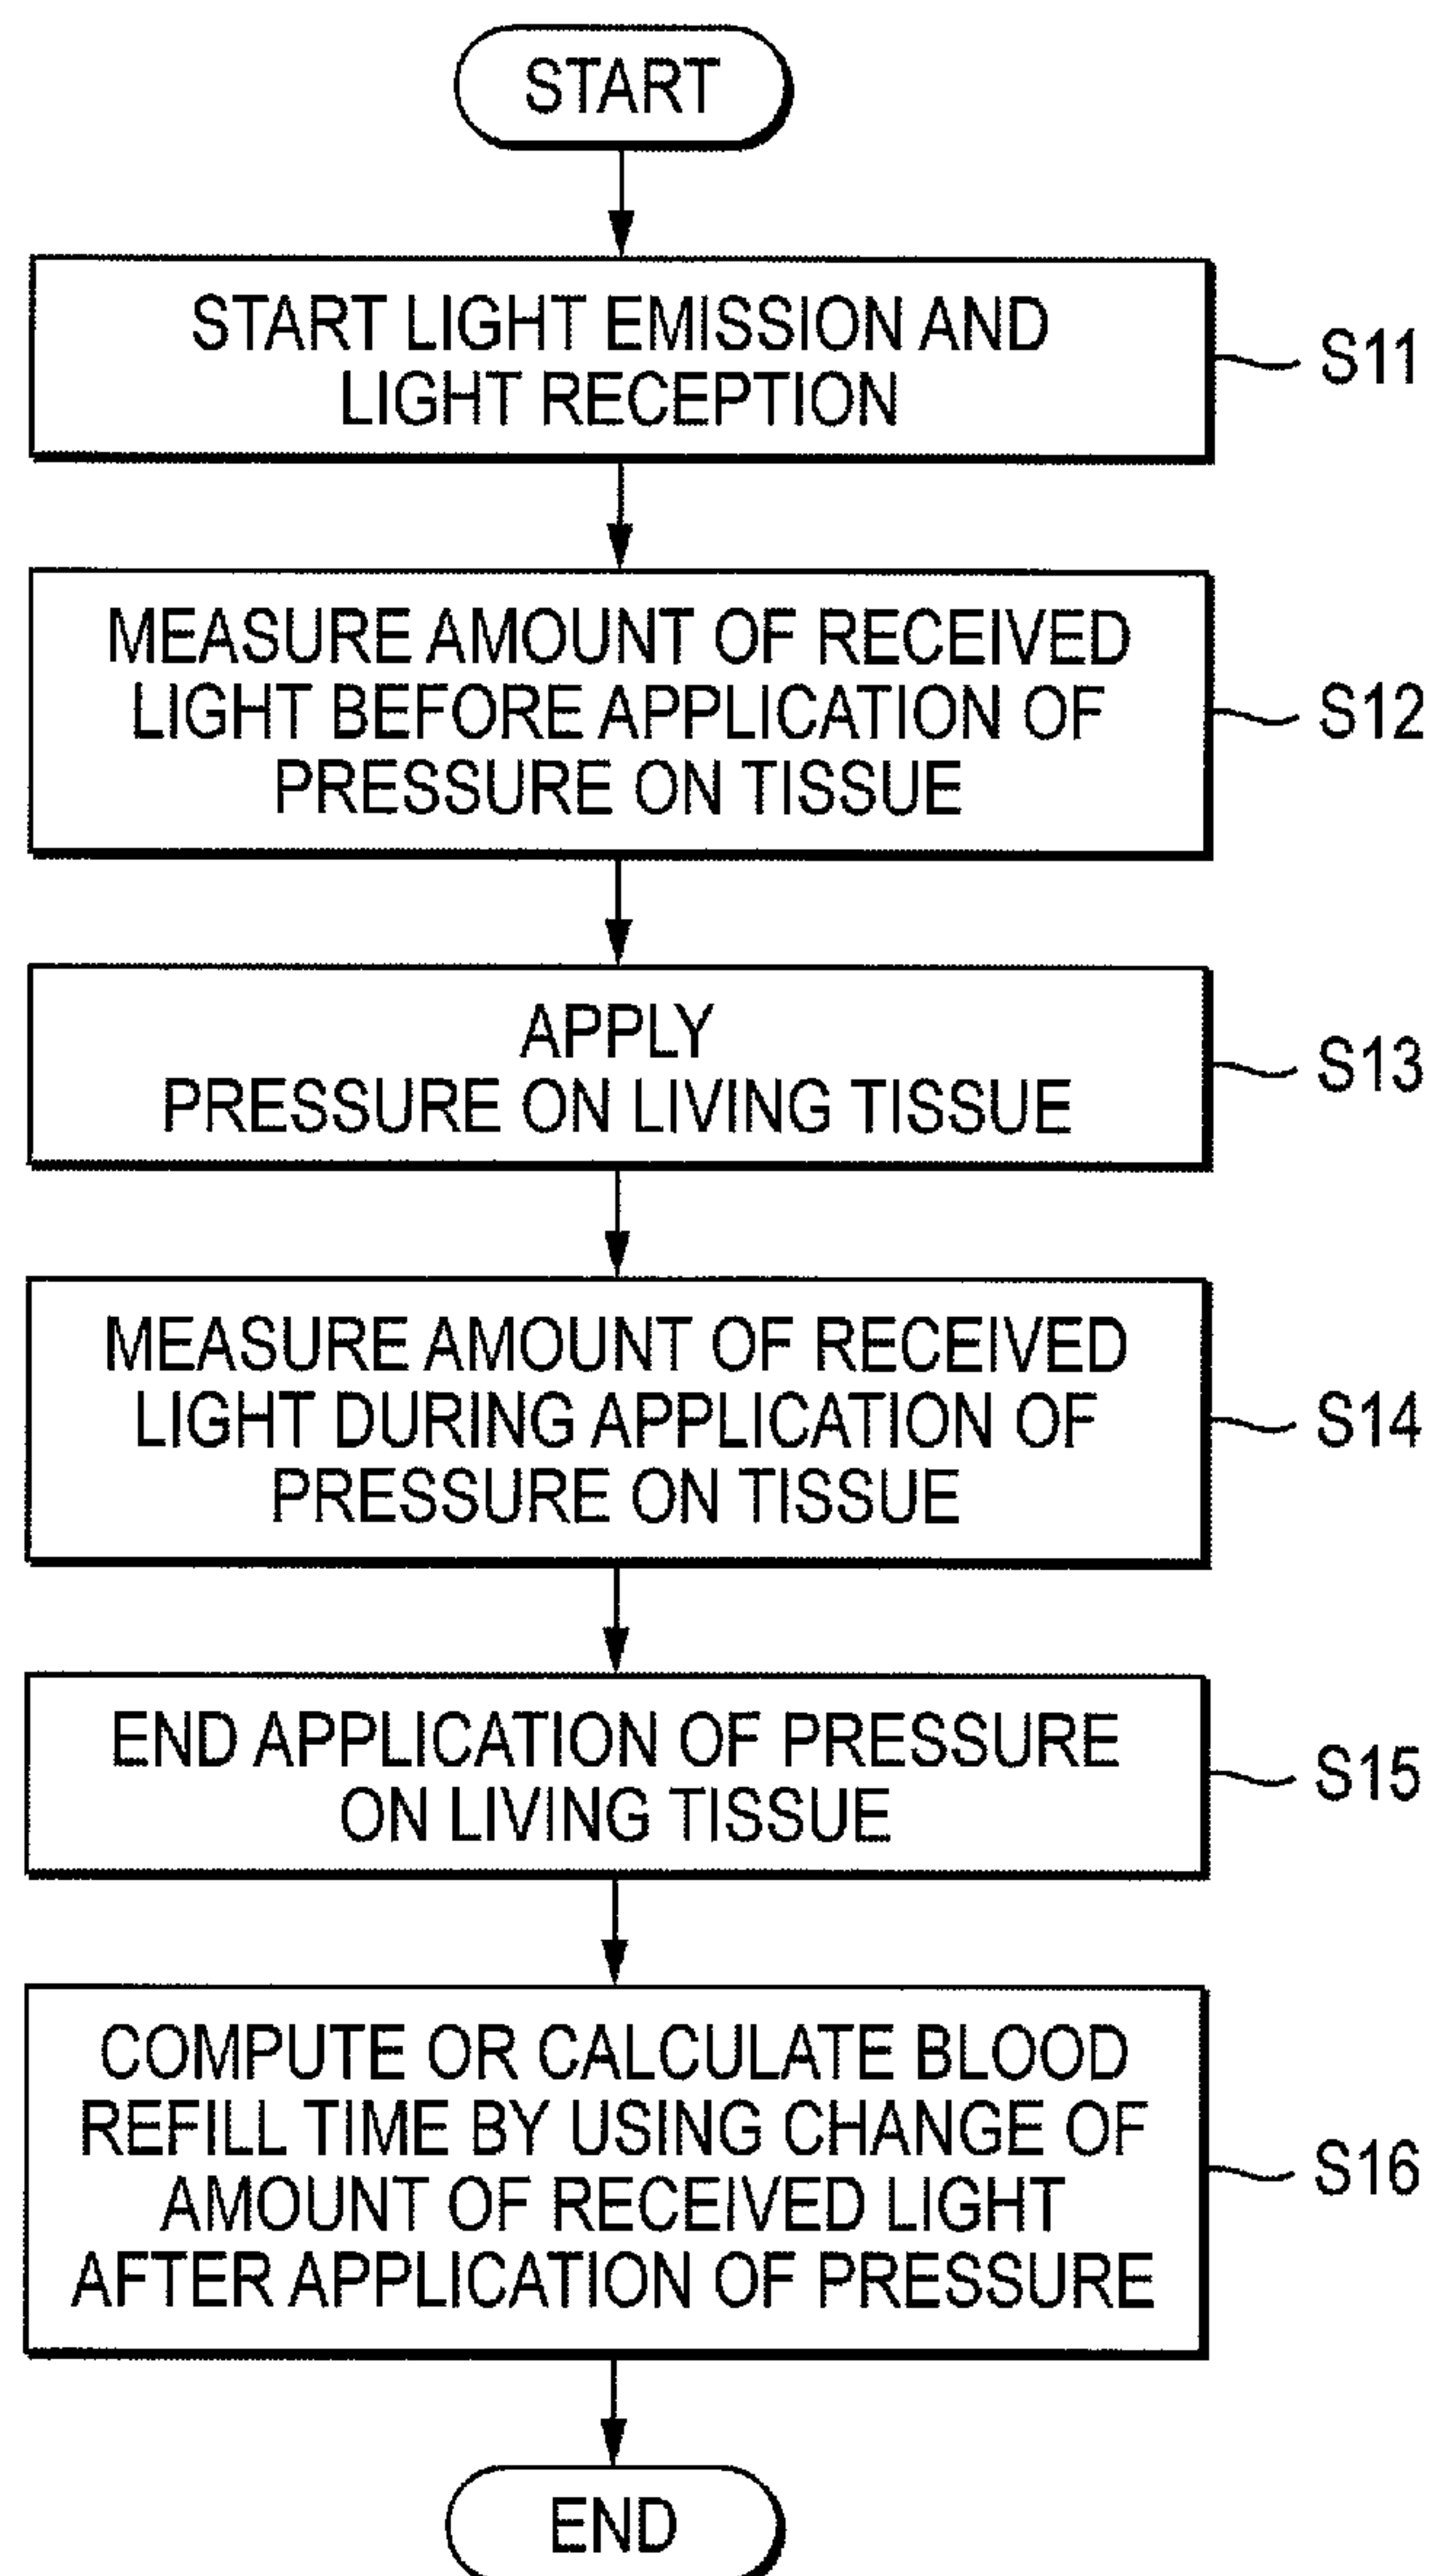 START
START LIGHT EMISSION AND
LIGHT RECEPTION
S11
MEASURE AMOUNT OF RECEIVED
LIGHT BEFORE APPLICATION OF
PRESSURE ON TISSUE
S12
APPLY
PRESSURE ON LIVING TISSUE
S13
MEASURE AMOUNT OF RECEIVED
LIGHT DURING APPLICATION OF
PRESSURE ON TISSUE
S14
END APPLICATION OF PRESSURE
ON LIVING TISSUE
S15
COMPUTE OR CALCULATE BLOOD
REFILL TIME BY USING CHANGE OF
AMOUNT OF RECEIVED LIGHT
AFTER APPLICATION OF PRESSURE
S16
END